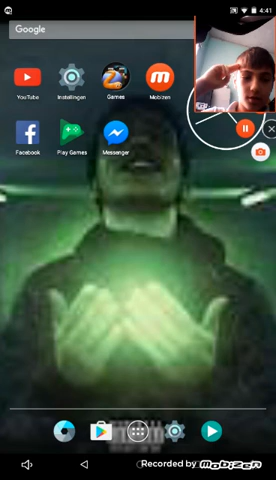 4:41
Google
YouTube
Instellingen
Games
Mobizen
Facebook
Play Games
Messenger
Recorded by mobizen